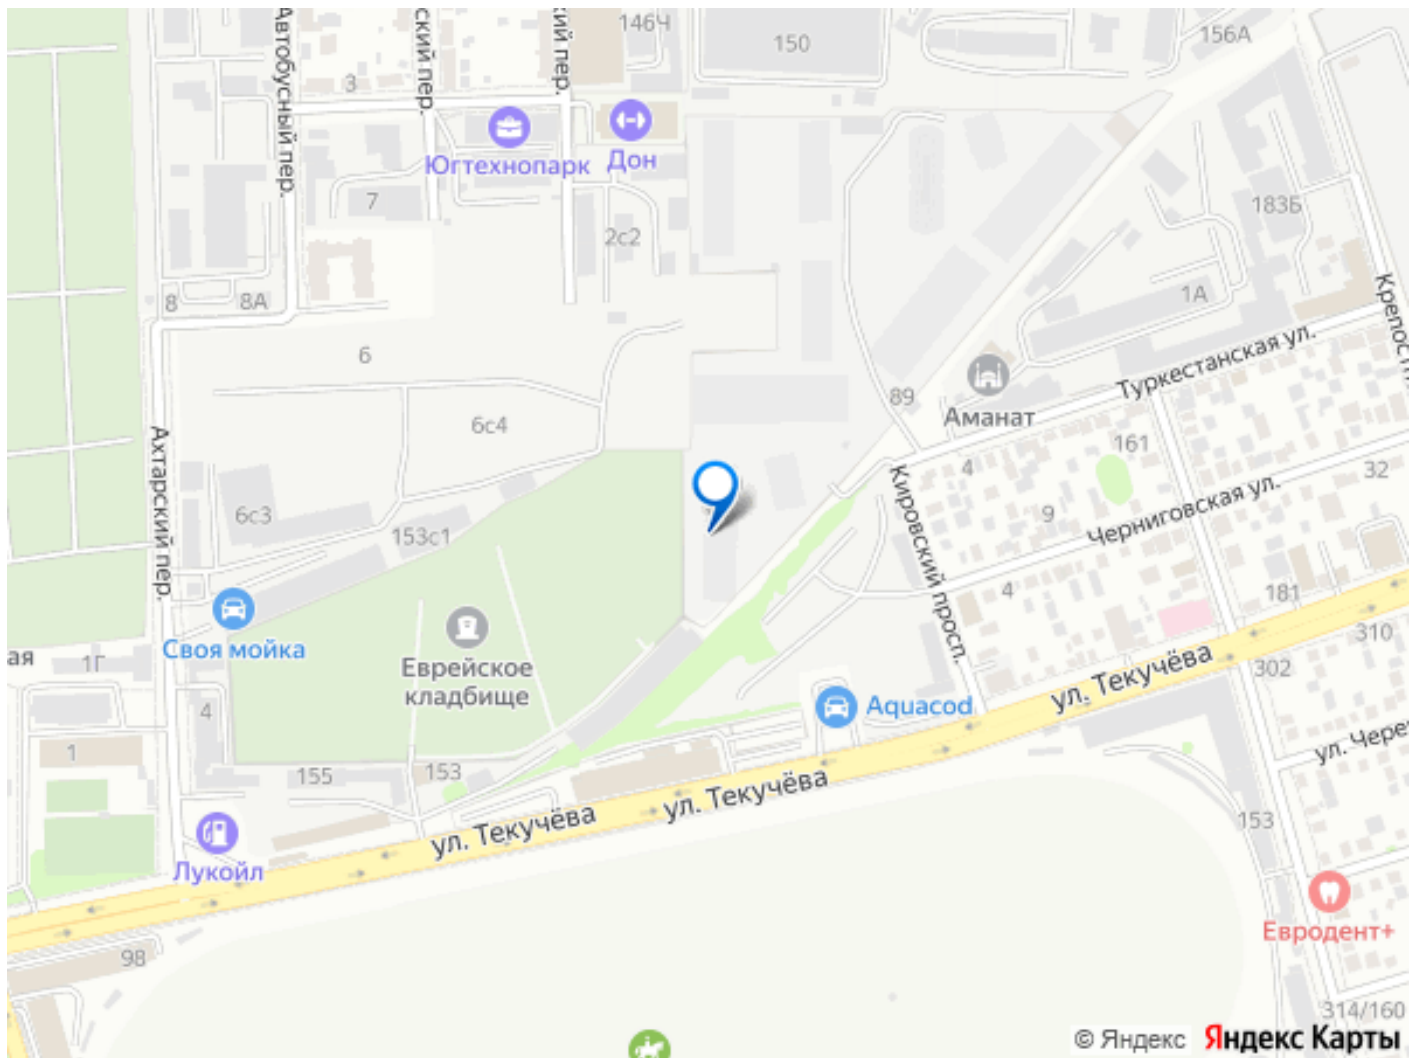 146Ч
150
156А
Автобусный пер.
ский пер.
кий пер.
3
Югтехнопарк
Дон
7
2с2
183Б
8
8А
1А
Крепост
6
Туркестанская ул.
89
Аманат
6с4
161
Ахтарский пер.
4
32
Кировский просп.
9
Черниговская ул.
6с3
153с1
4
181
Своя мойка
Еврейское
кладбище
ая
1Г
310
302
ул. Текучёва
4
Aquacod
ул. Чере
1
155
153
ул. Текучёва
ул. Текучёва
153
Лукойл
Евродент+
98
314/160
© Яндекс Яндекс Карты